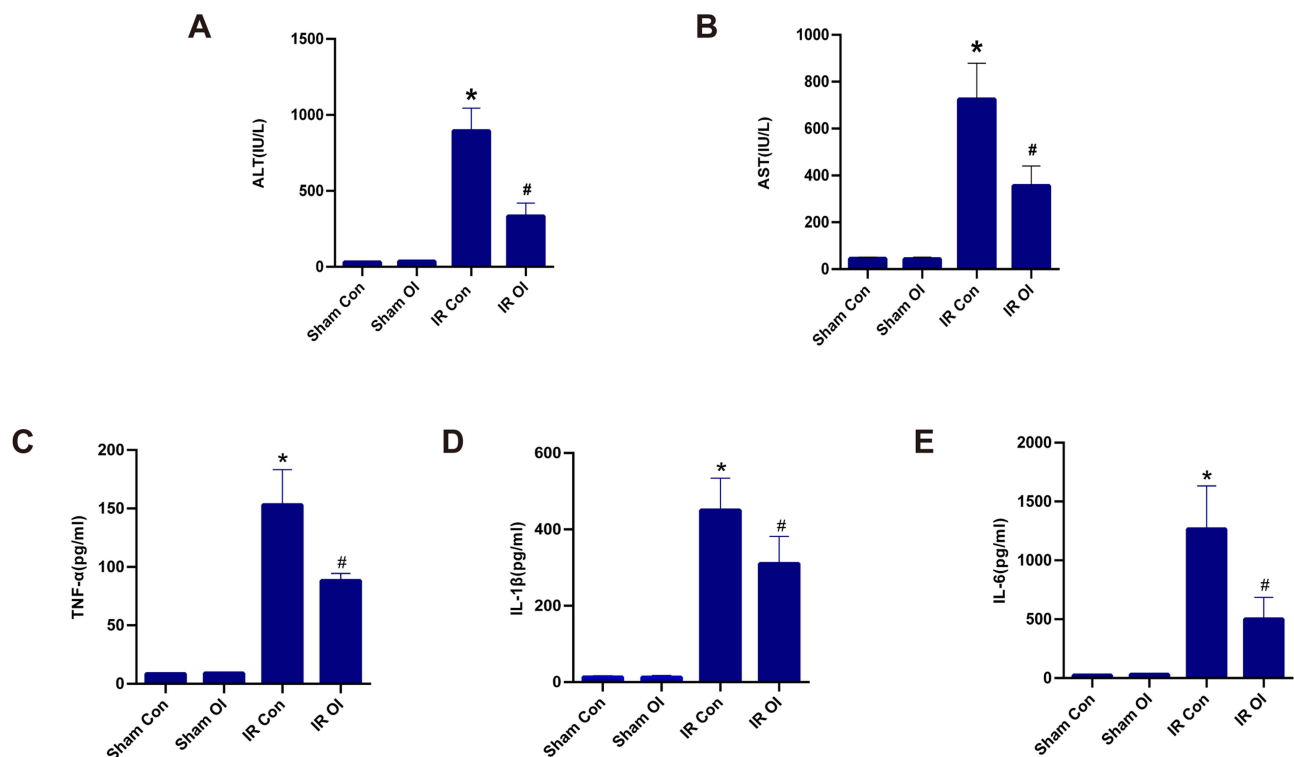 A
ALT(IU/L)
1500
1000
500
0
*
#
Sham Con
Sham OI
IR Con
IR OI
B
AST(IU/L)
1000
800
600
400
200
0
*
#
Sham Con
Sham OI
IR Con
IR OI
C
TNF-α(pg/ml)
200
150
100
50
0
*
#
Sham Con
Sham OI
IR Con
IR OI
D
IL-1β(pg/ml)
600
400
200
0
*
#
Sham Con
Sham OI
IR Con
IR OI
E
IL-6(pg/ml)
2000
1500
1000
500
0
*
#
Sham Con
Sham OI
IR Con
IR OI